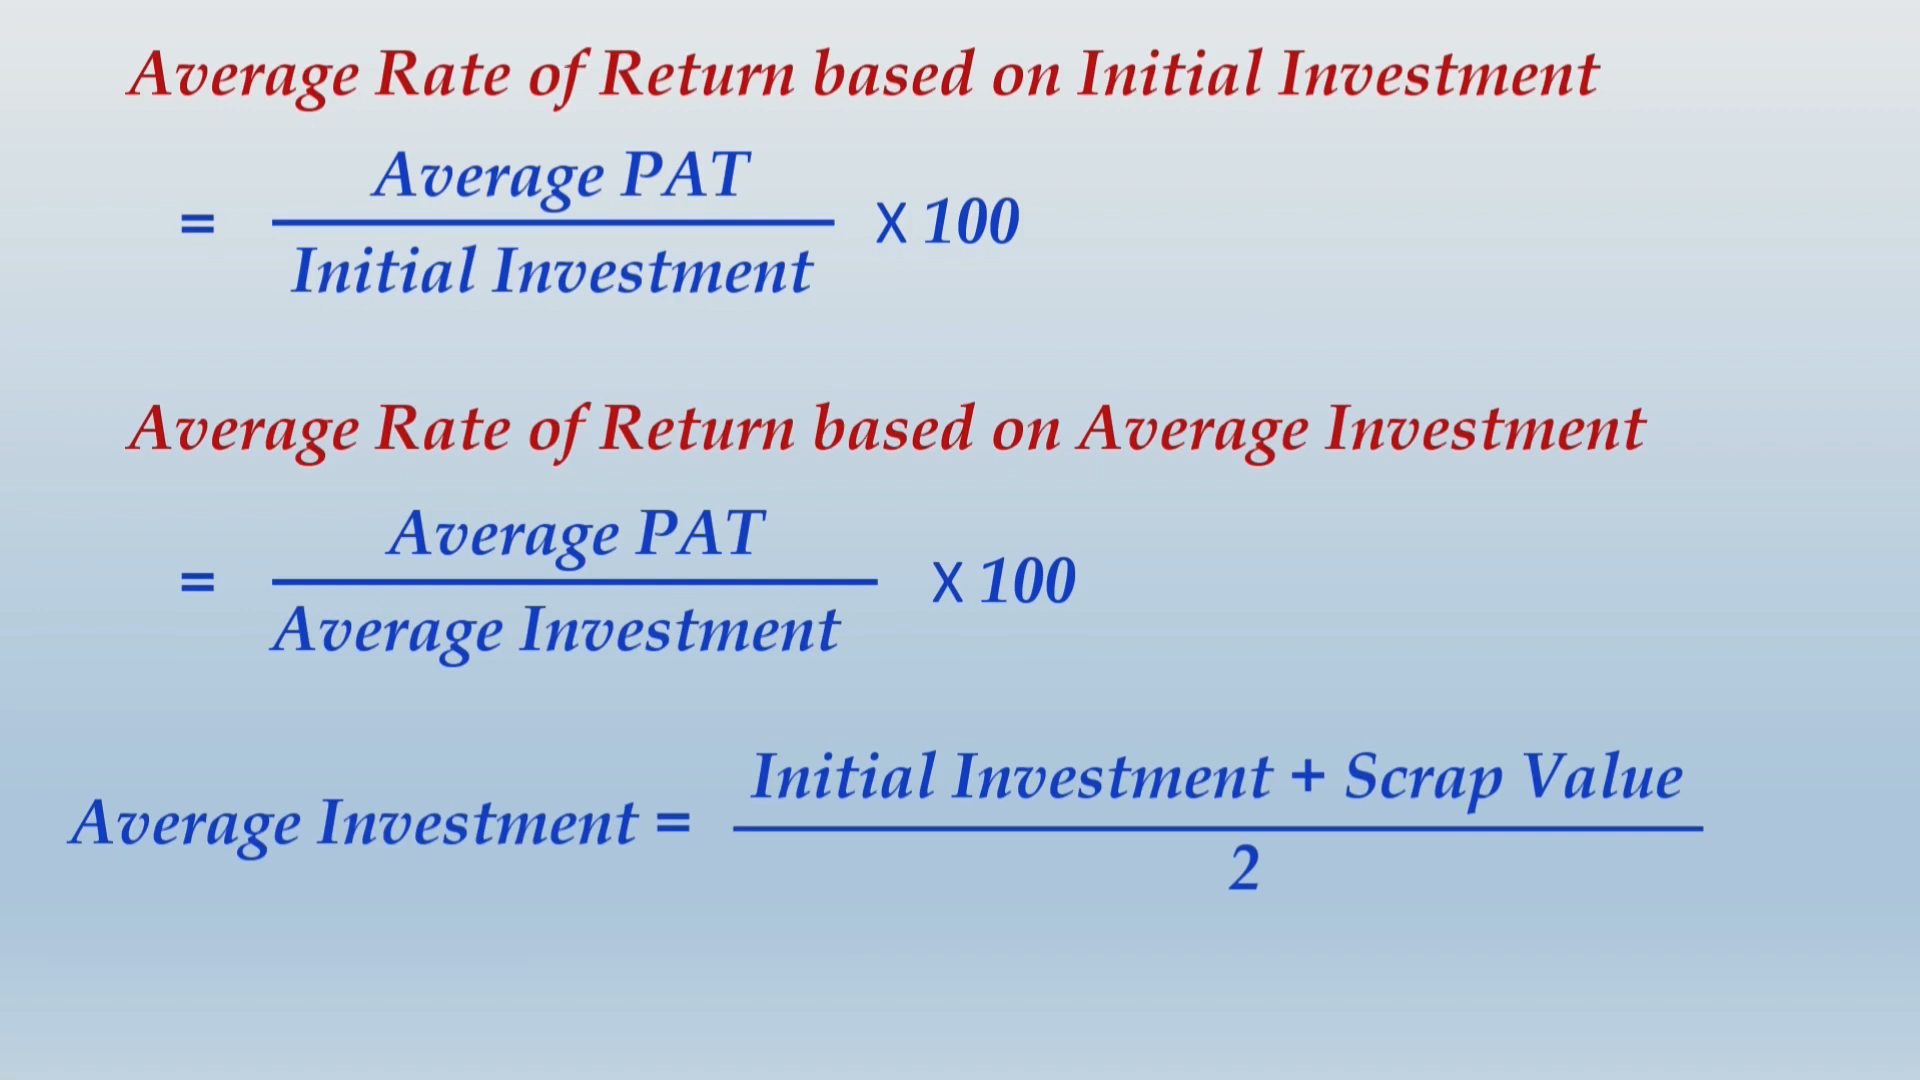 Average Rate of Return based on Initial Investment
Average PAT
= X 100
Initial Investment
Average Rate of Return based on Average Investment
Average PAT
= X 100
Average Investment
Initial Investment + Scrap Value
Average Investment =
2